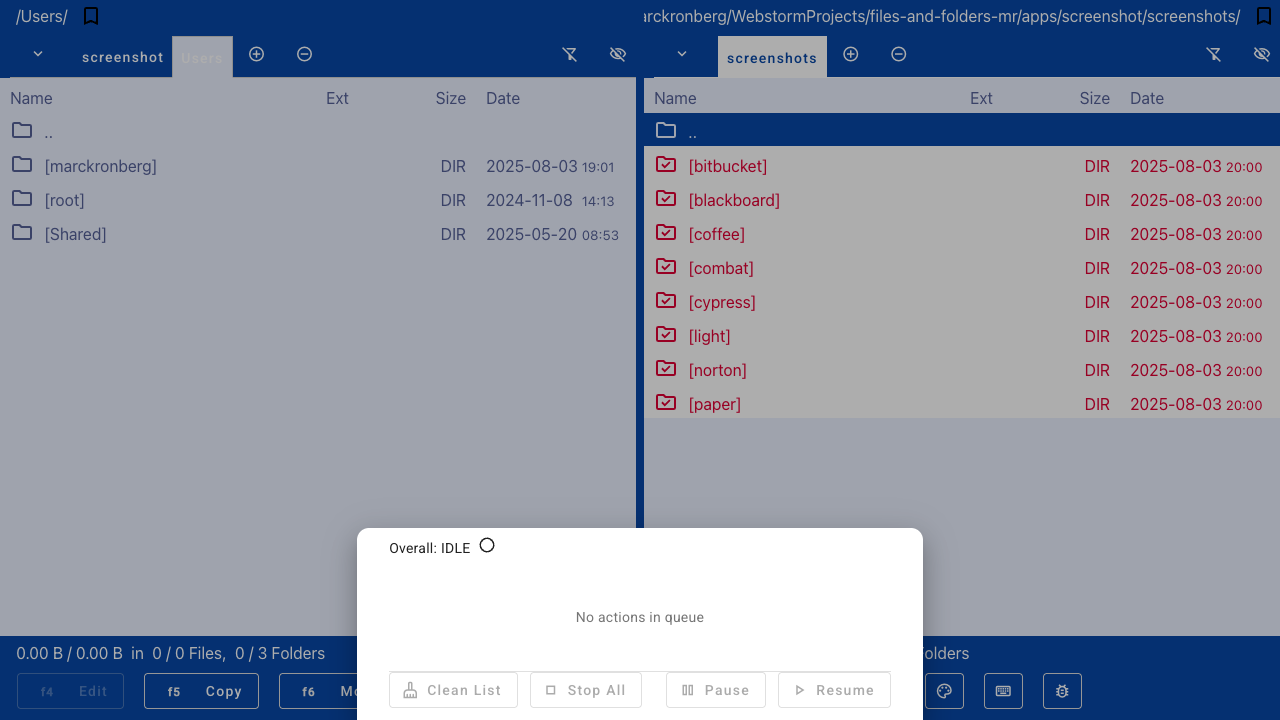 /Users/
screenshot Users
Name Ext Size Date
..
[marckronberg] DIR 2025-08-03 19:01
[root] DIR 2024-11-08 14:13
[Shared] DIR 2025-05-20 08:53
rckronberg/WebstormProjects/files-and-folders-mr/apps/screenshot/screenshots/
screenshots
Name Ext Size Date
..
[bitbucket] DIR 2025-08-03 20:00
[blackboard] DIR 2025-08-03 20:00
[coffee] DIR 2025-08-03 20:00
[combat] DIR 2025-08-03 20:00
[cypress] DIR 2025-08-03 20:00
[light] DIR 2025-08-03 20:00
[norton] DIR 2025-08-03 20:00
[paper] DIR 2025-08-03 20:00
Overall: IDLE
No actions in queue
Clean List Stop All Pause Resume
0.00 B / 0.00 B in 0 / 0 Files, 0 / 3 Folders
olders
f4 Edit f5 Copy f6 Mo